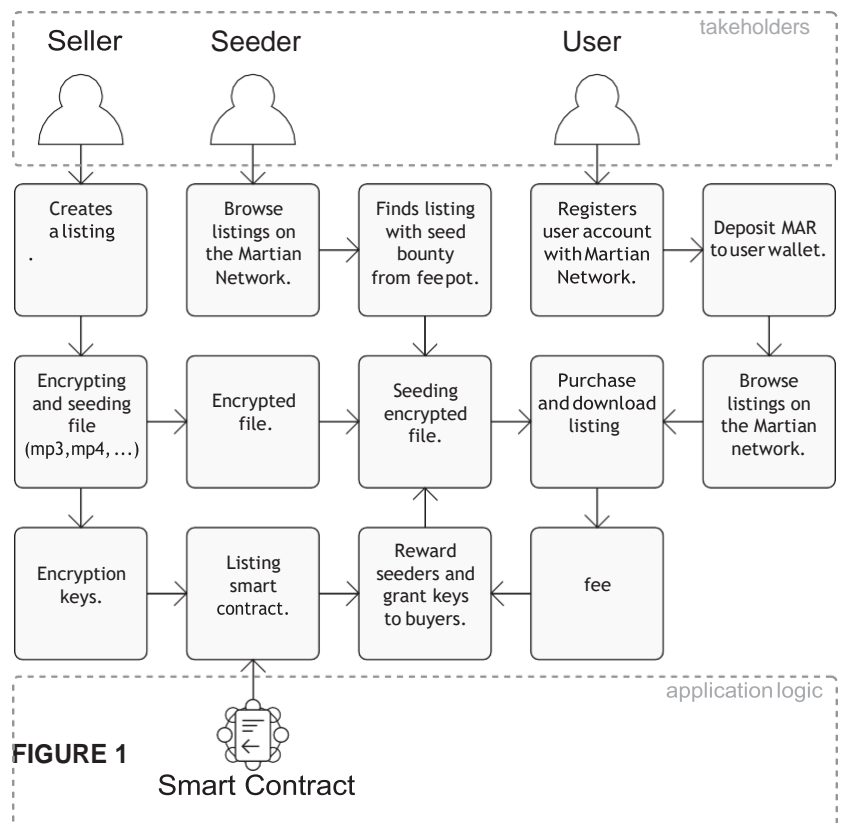 takeholders
Seller
Seeder
User
Creates
a listing
.
Browse
listings on
the Martian
Network.
Finds listing
with seed
bounty
from fee pot.
Registers
user account
with Martian
Network.
Deposit MAR
to user wallet.
Encrypting
and seeding
file
(mp3,mp4, ...)
Encrypted
file.
Seeding
encrypted
file.
Purchase
and download
listing
Browse
listings on
the Martian
network.
Encryption
keys.
Listing
smart
contract.
Reward
seeders and
grant keys
to buyers.
fee
application logic
FIGURE 1
Smart Contract